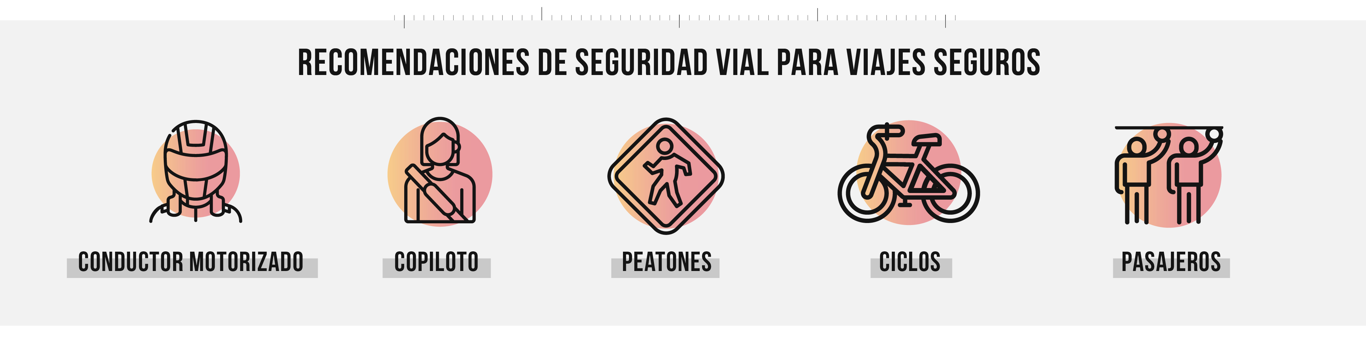 RECOMENDACIONES DE SEGURIDAD VIAL PARA VIAJES SEGUROS
CONDUCTOR MOTORIZADO
COPILOTO
PEATONES
CICLOS
PASAJEROS